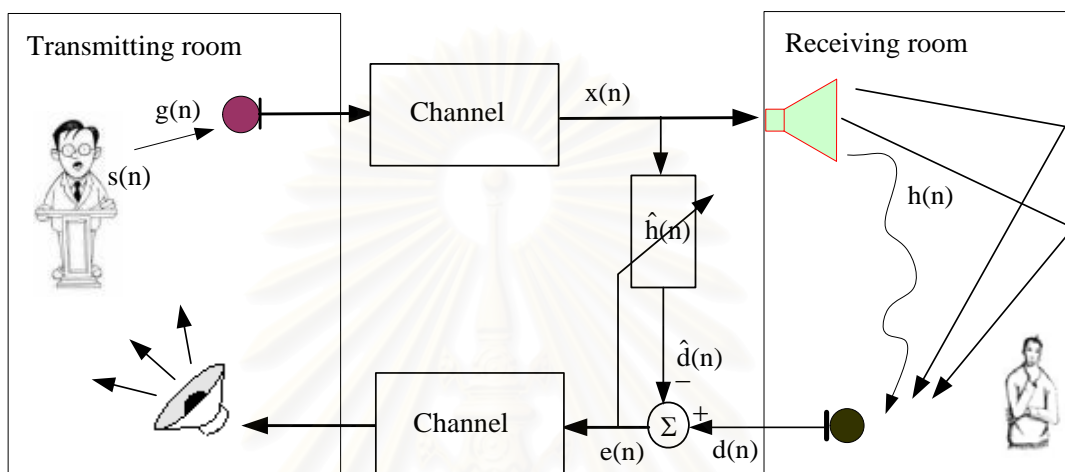 Transmitting room
Receiving room
g(n)
s(n)
Channel
x(n)
ĥ(n)
h(n)
d̂(n)
−
+
Σ
Channel
e(n)
d(n)